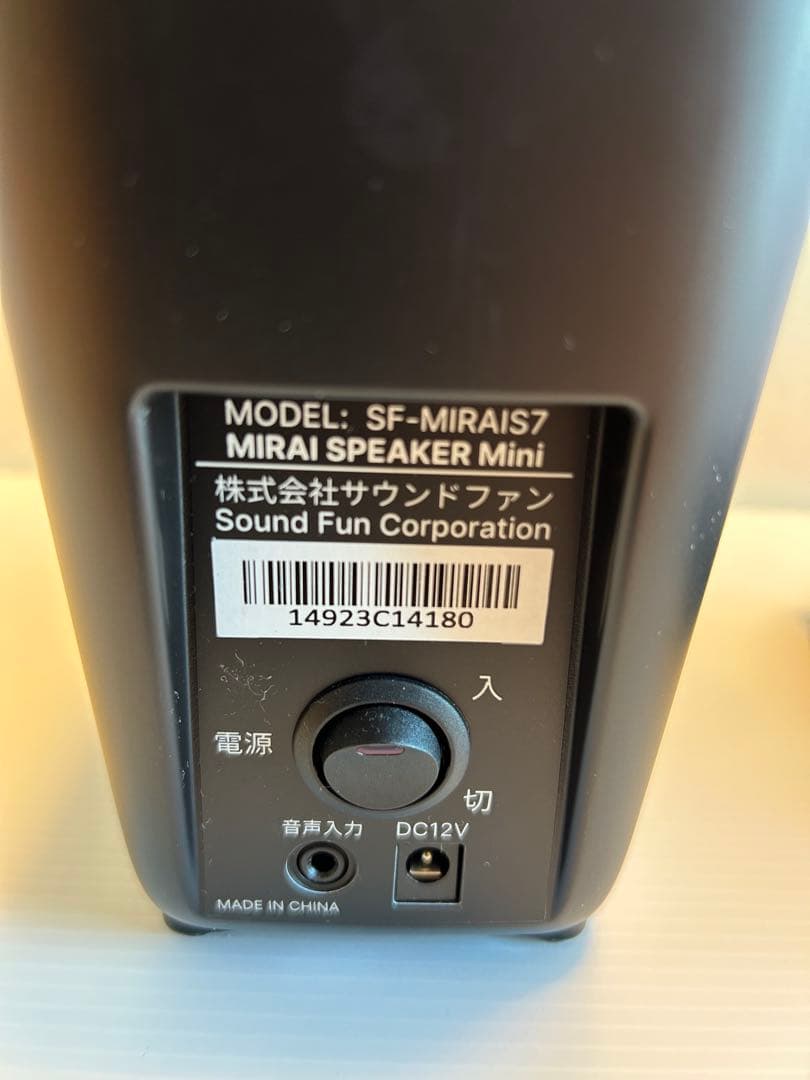 MODEL: SF-MIRAIS7
MIRAI SPEAKER Mini
株式会社サウンドファン
Sound Fun Corporation
14923C14180
入
電源
切
音声入力 DC12V
MADE IN CHINA